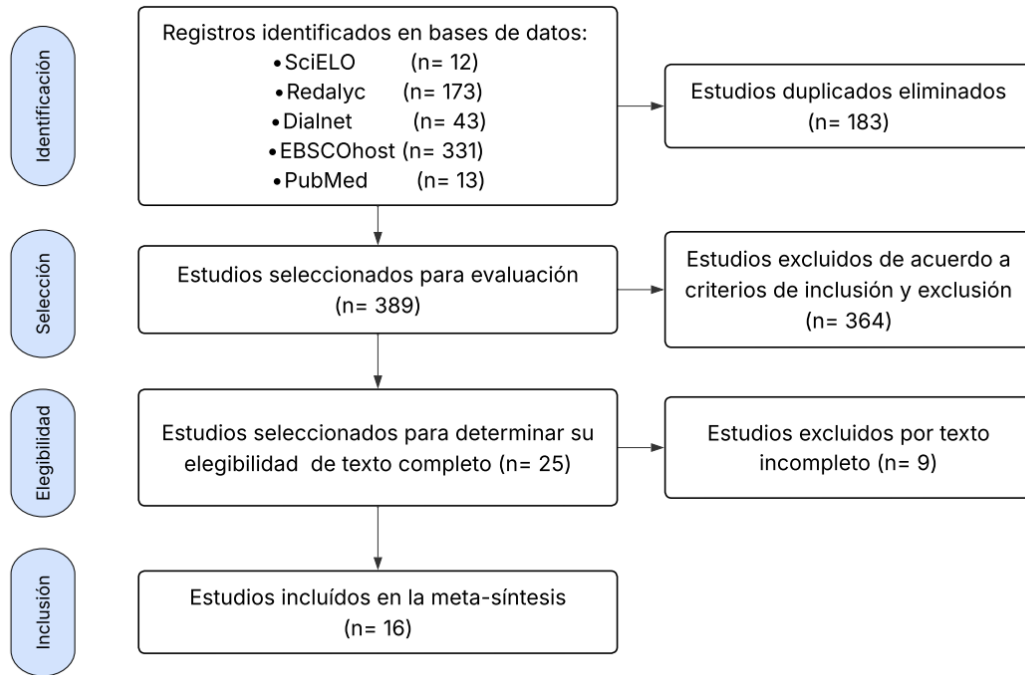 Identificación
Registros identificados en bases de datos:
•SciELO (n= 12)
•Redalyc (n= 173)
•Dialnet (n= 43)
•EBSCOhost (n= 331)
•PubMed (n= 13)
Estudios duplicados eliminados
(n= 183)
Selección
Estudios seleccionados para evaluación
(n= 389)
Estudios excluidos de acuerdo a
criterios de inclusión y exclusión
(n= 364)
Elegibilidad
Estudios seleccionados para determinar su
elegibilidad de texto completo (n= 25)
Estudios excluidos por texto
incompleto (n= 9)
Inclusión
Estudios incluídos en la meta-síntesis
(n= 16)